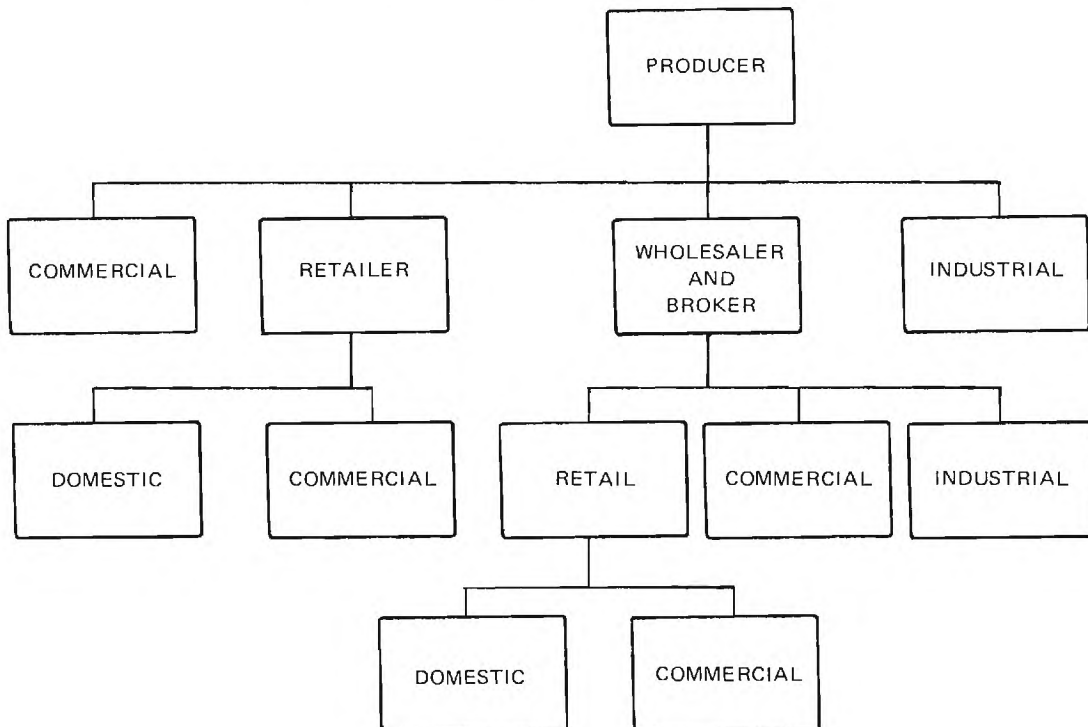 PRODUCER
COMMERCIAL
RETAILER
WHOLESALER
AND
BROKER
INDUSTRIAL
DOMESTIC
COMMERCIAL
RETAIL
COMMERCIAL
INDUSTRIAL
DOMESTIC
COMMERCIAL